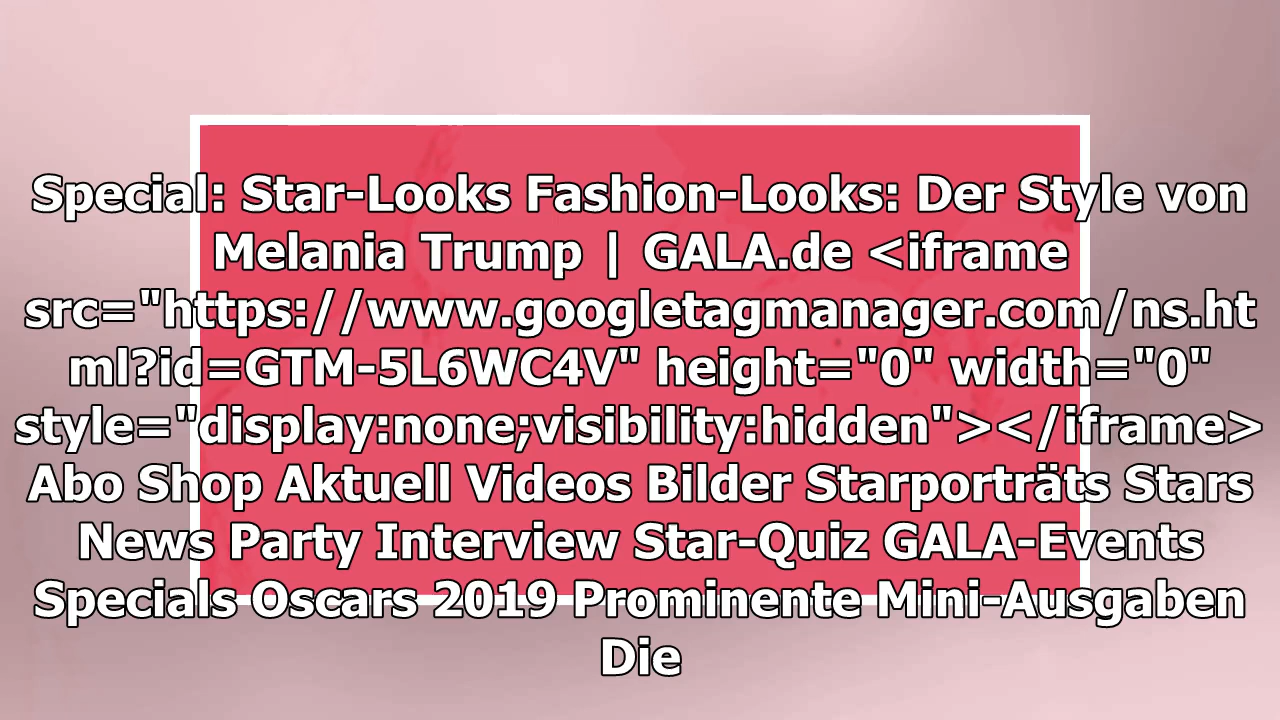 Special: Star-Looks Fashion-Looks: Der Style von
Melania Trump | GALA.de <iframe
src="https://www.googletagmanager.com/ns.ht
ml?id=GTM-5L6WC4V" height="0" width="0"
style="display:none;visibility:hidden"></iframe>
Abo Shop Aktuell Videos Bilder Starporträts Stars
News Party Interview Star-Quiz GALA-Events
Specials Oscars 2019 Prominente Mini-Ausgaben
Die